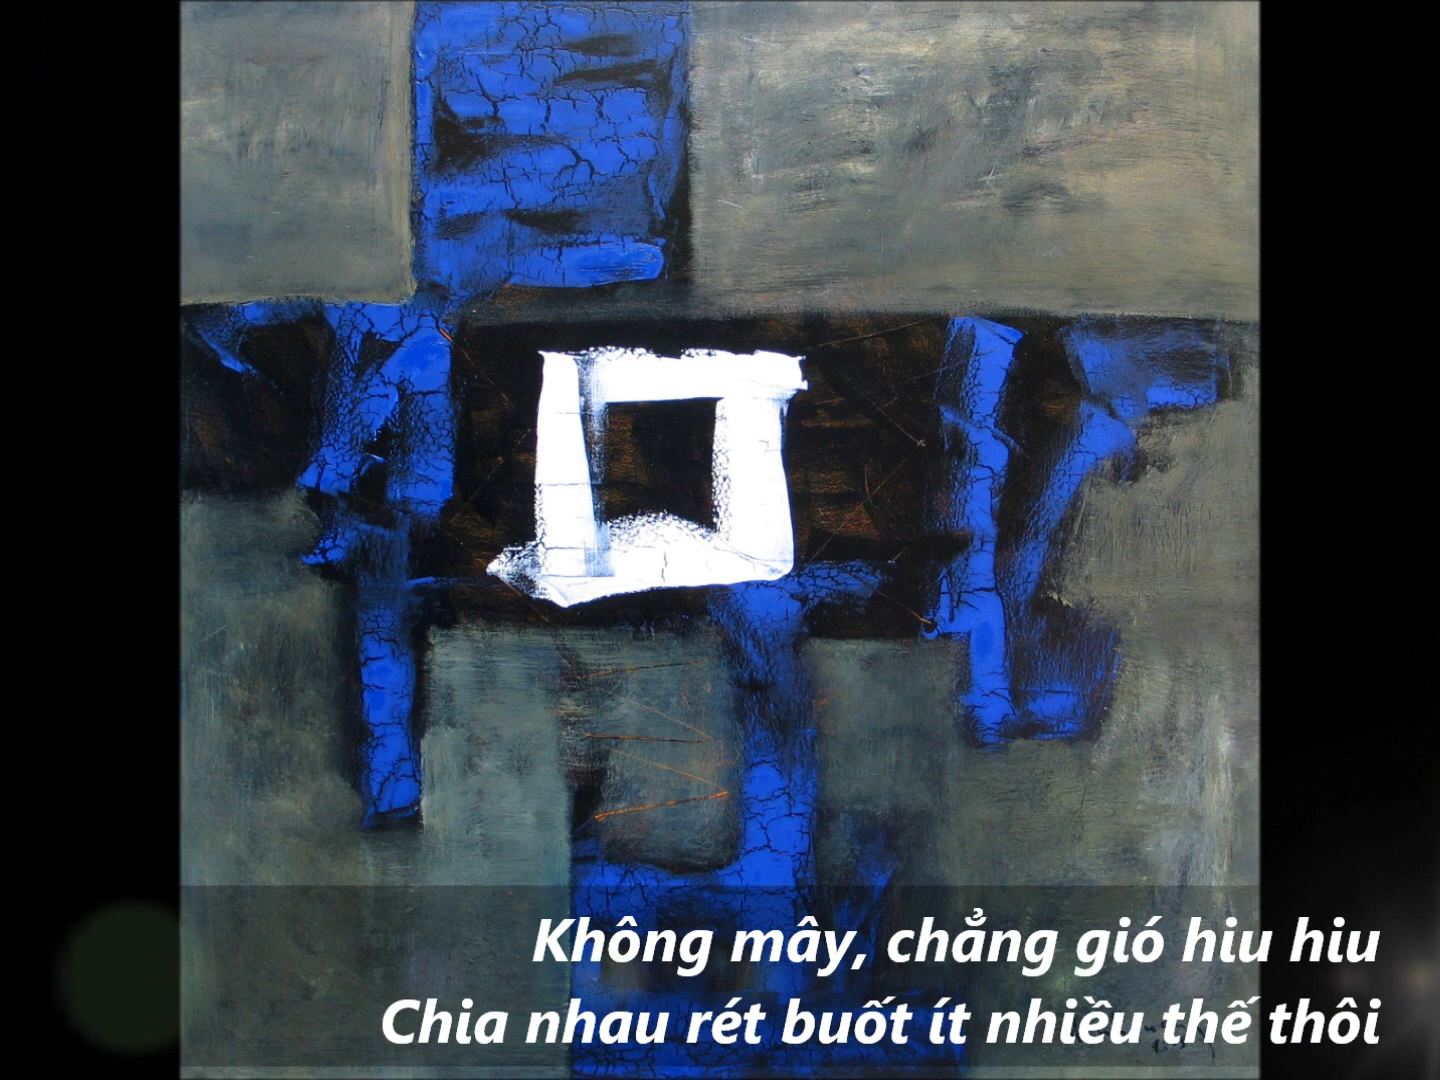 Không mây, chẳng gió hiu hiu
Chia nhau rét buốt ít nhiều thế thôi